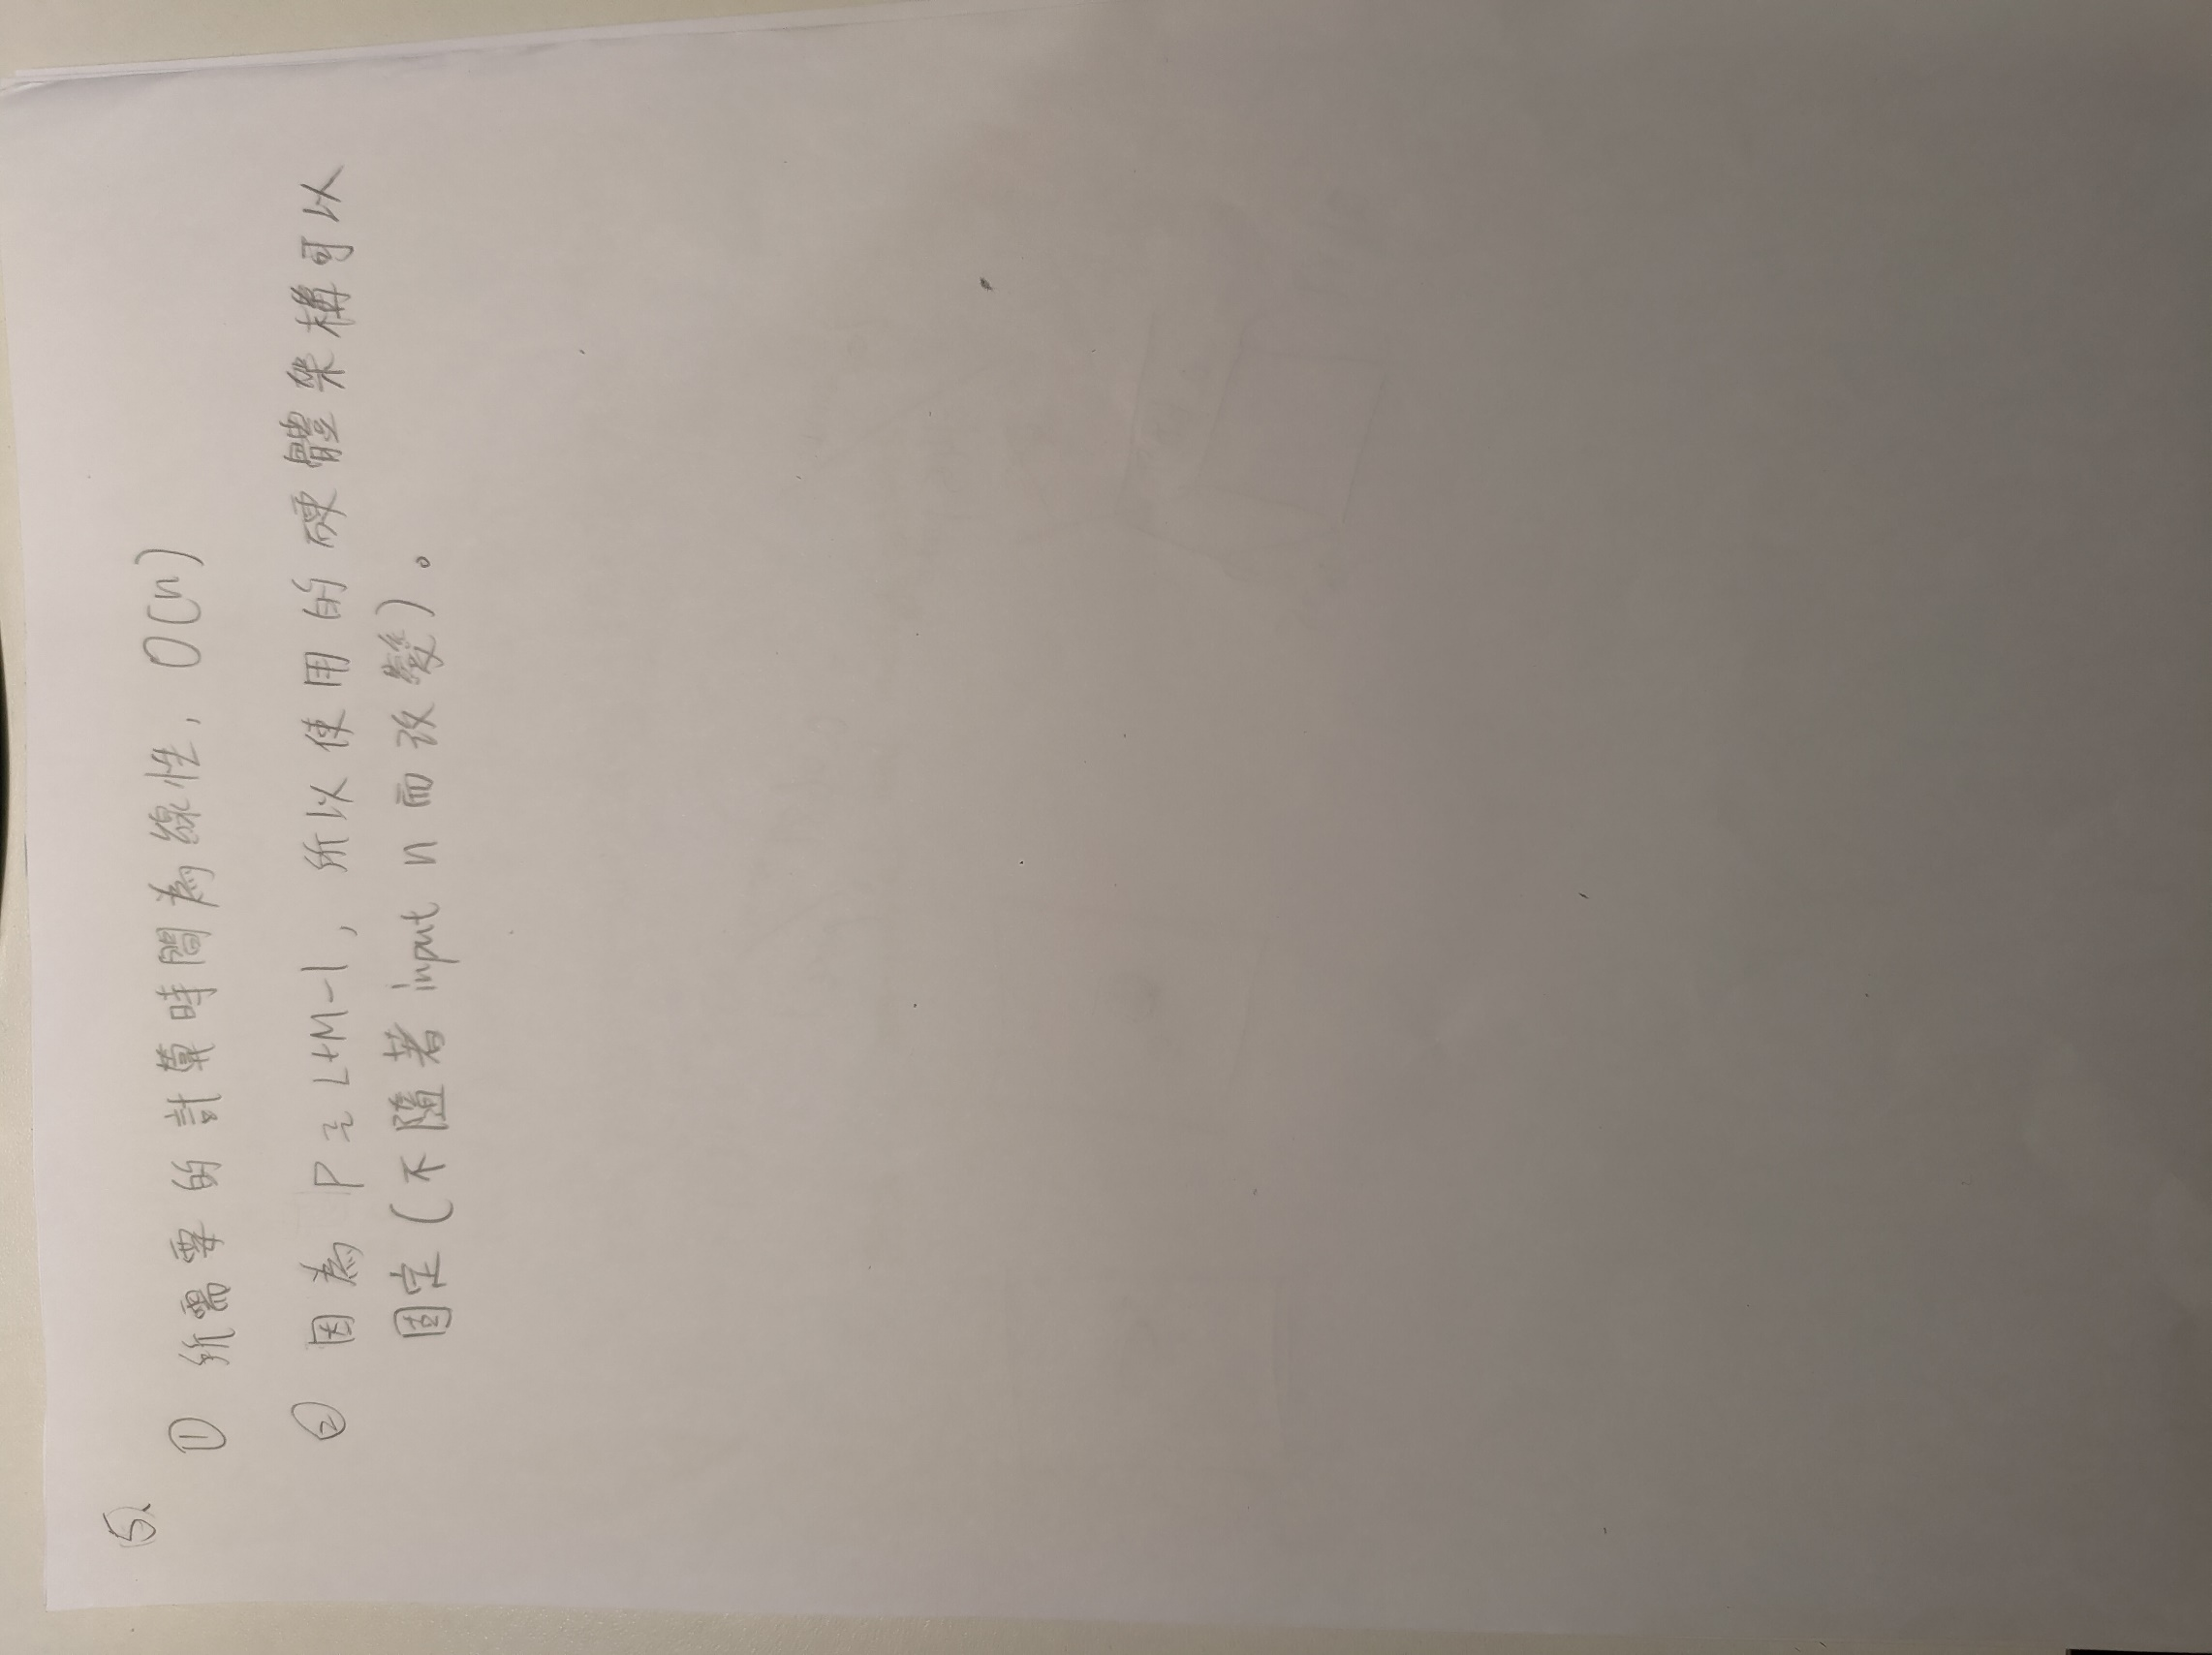 (5)
① 所需要的計算時間為線性, O(n)
② 因為 P ≥ L+M-1, 所以使用的硬體架構可以
固定(不隨著 input n 而改變)。